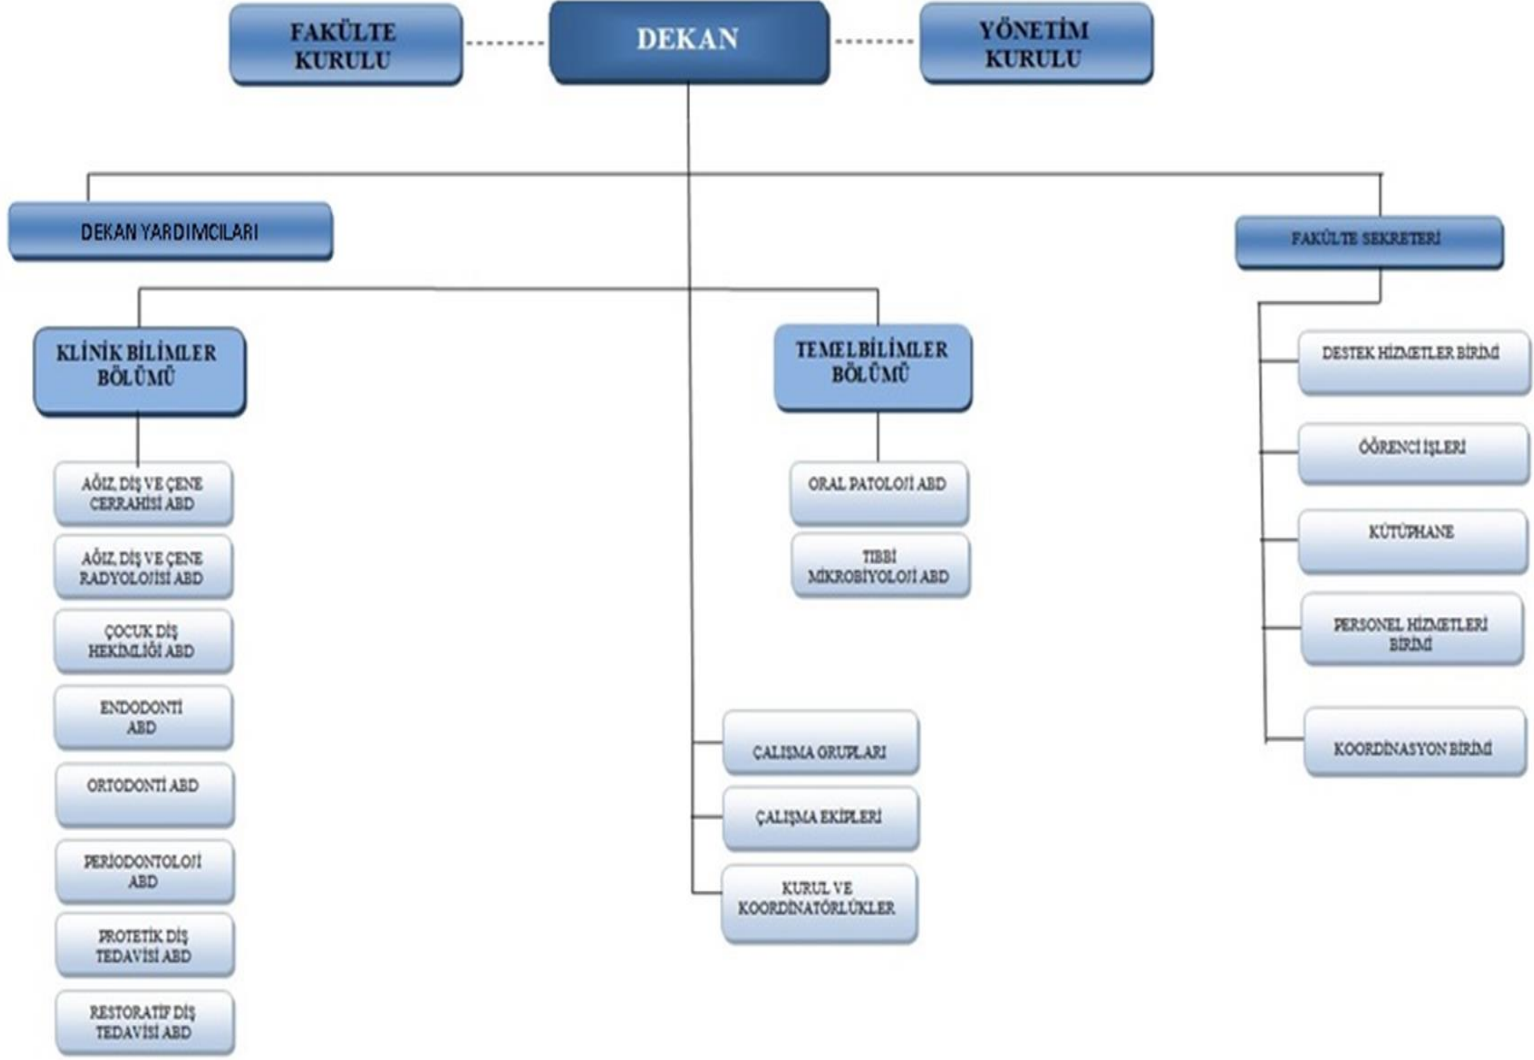 FAKÜLTE
KURULU
DEKAN
YÖNETİM
KURULU
DEKAN YARDIMCILARI
FAKÜLTE SEKRETERİ
KLİNİK BİLİMLER
BÖLÜMÜ
TEMELBİLİMLER
BÖLÜMÜ
AĞIZ, DİŞ VE ÇENE
CERRAHİSİ ABD
AĞIZ, DİŞ VE ÇENE
RADYOLOJİSİ ABD
ÇOCUK DİŞ
HEKİMLİĞİ ABD
ENDODONTİ
ABD
ORTODONTİ ABD
PERİODONTOLOJİ
ABD
PROTETİK DİŞ
TEDAVİSİ ABD
RESTORATİF DİŞ
TEDAVİSİ ABD
ORAL PATOLOJİ ABD
TIBBİ
MİKROBİYOLOJİ ABD
ÇALIŞMA GRUPLARI
ÇALIŞMA EKİPLERİ
KURUL VE
KOORDİNATÖRLÜKLER
DESTEK HİZMETLER BİRİMİ
ÖĞRENCİ İŞLERİ
KÜTÜPHANE
PERSONEL HİZMETLERİ
BİRİMİ
KOORDİNASYON BİRİMİ